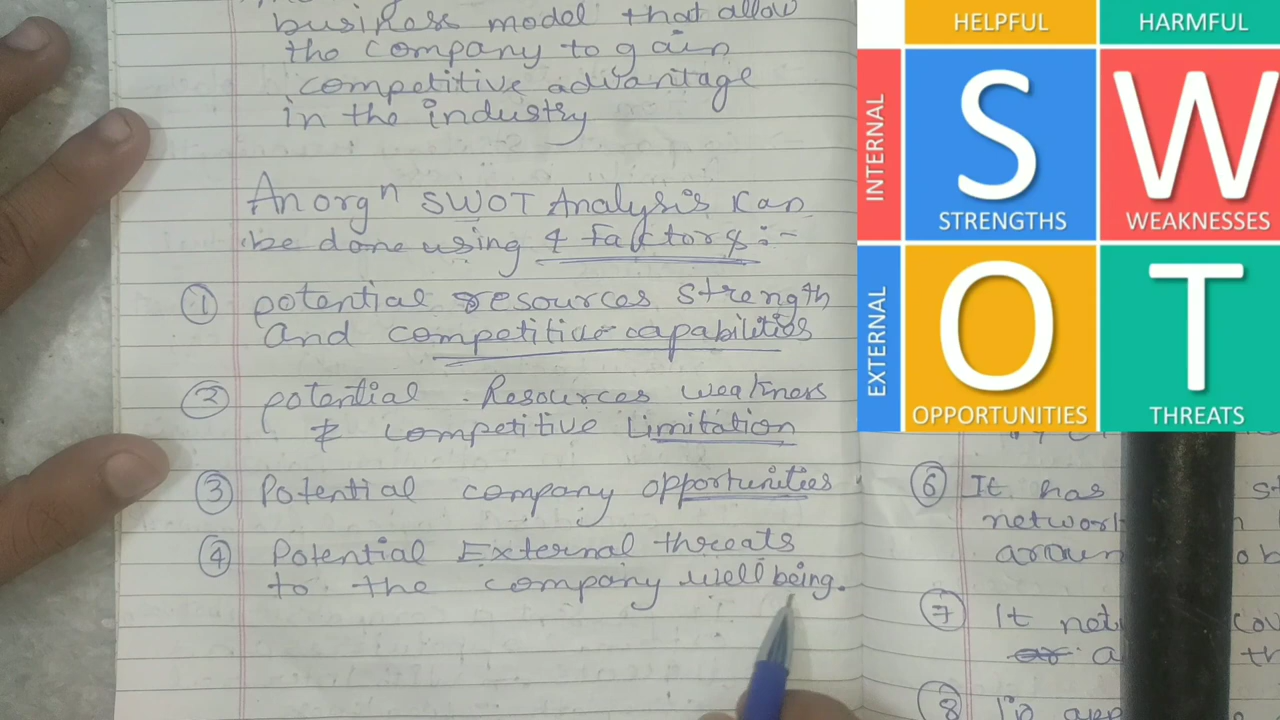 business model that allow
the company to gain
competitive advantage
in the industry
An orgⁿ SWOT Analysis can
be done using 4 factors :-
① potential resources strength
and competitive capabilities
② potential Resources weakness
& competitive Limitation
③ Potential company opportunities
④ Potential External threats
to the company well being.
HELPFUL HARMFUL
INTERNAL
S W
STRENGTHS WEAKNESSES
EXTERNAL
O T
OPPORTUNITIES THREATS
⑥ It has
network
⑦ It
⑧ In